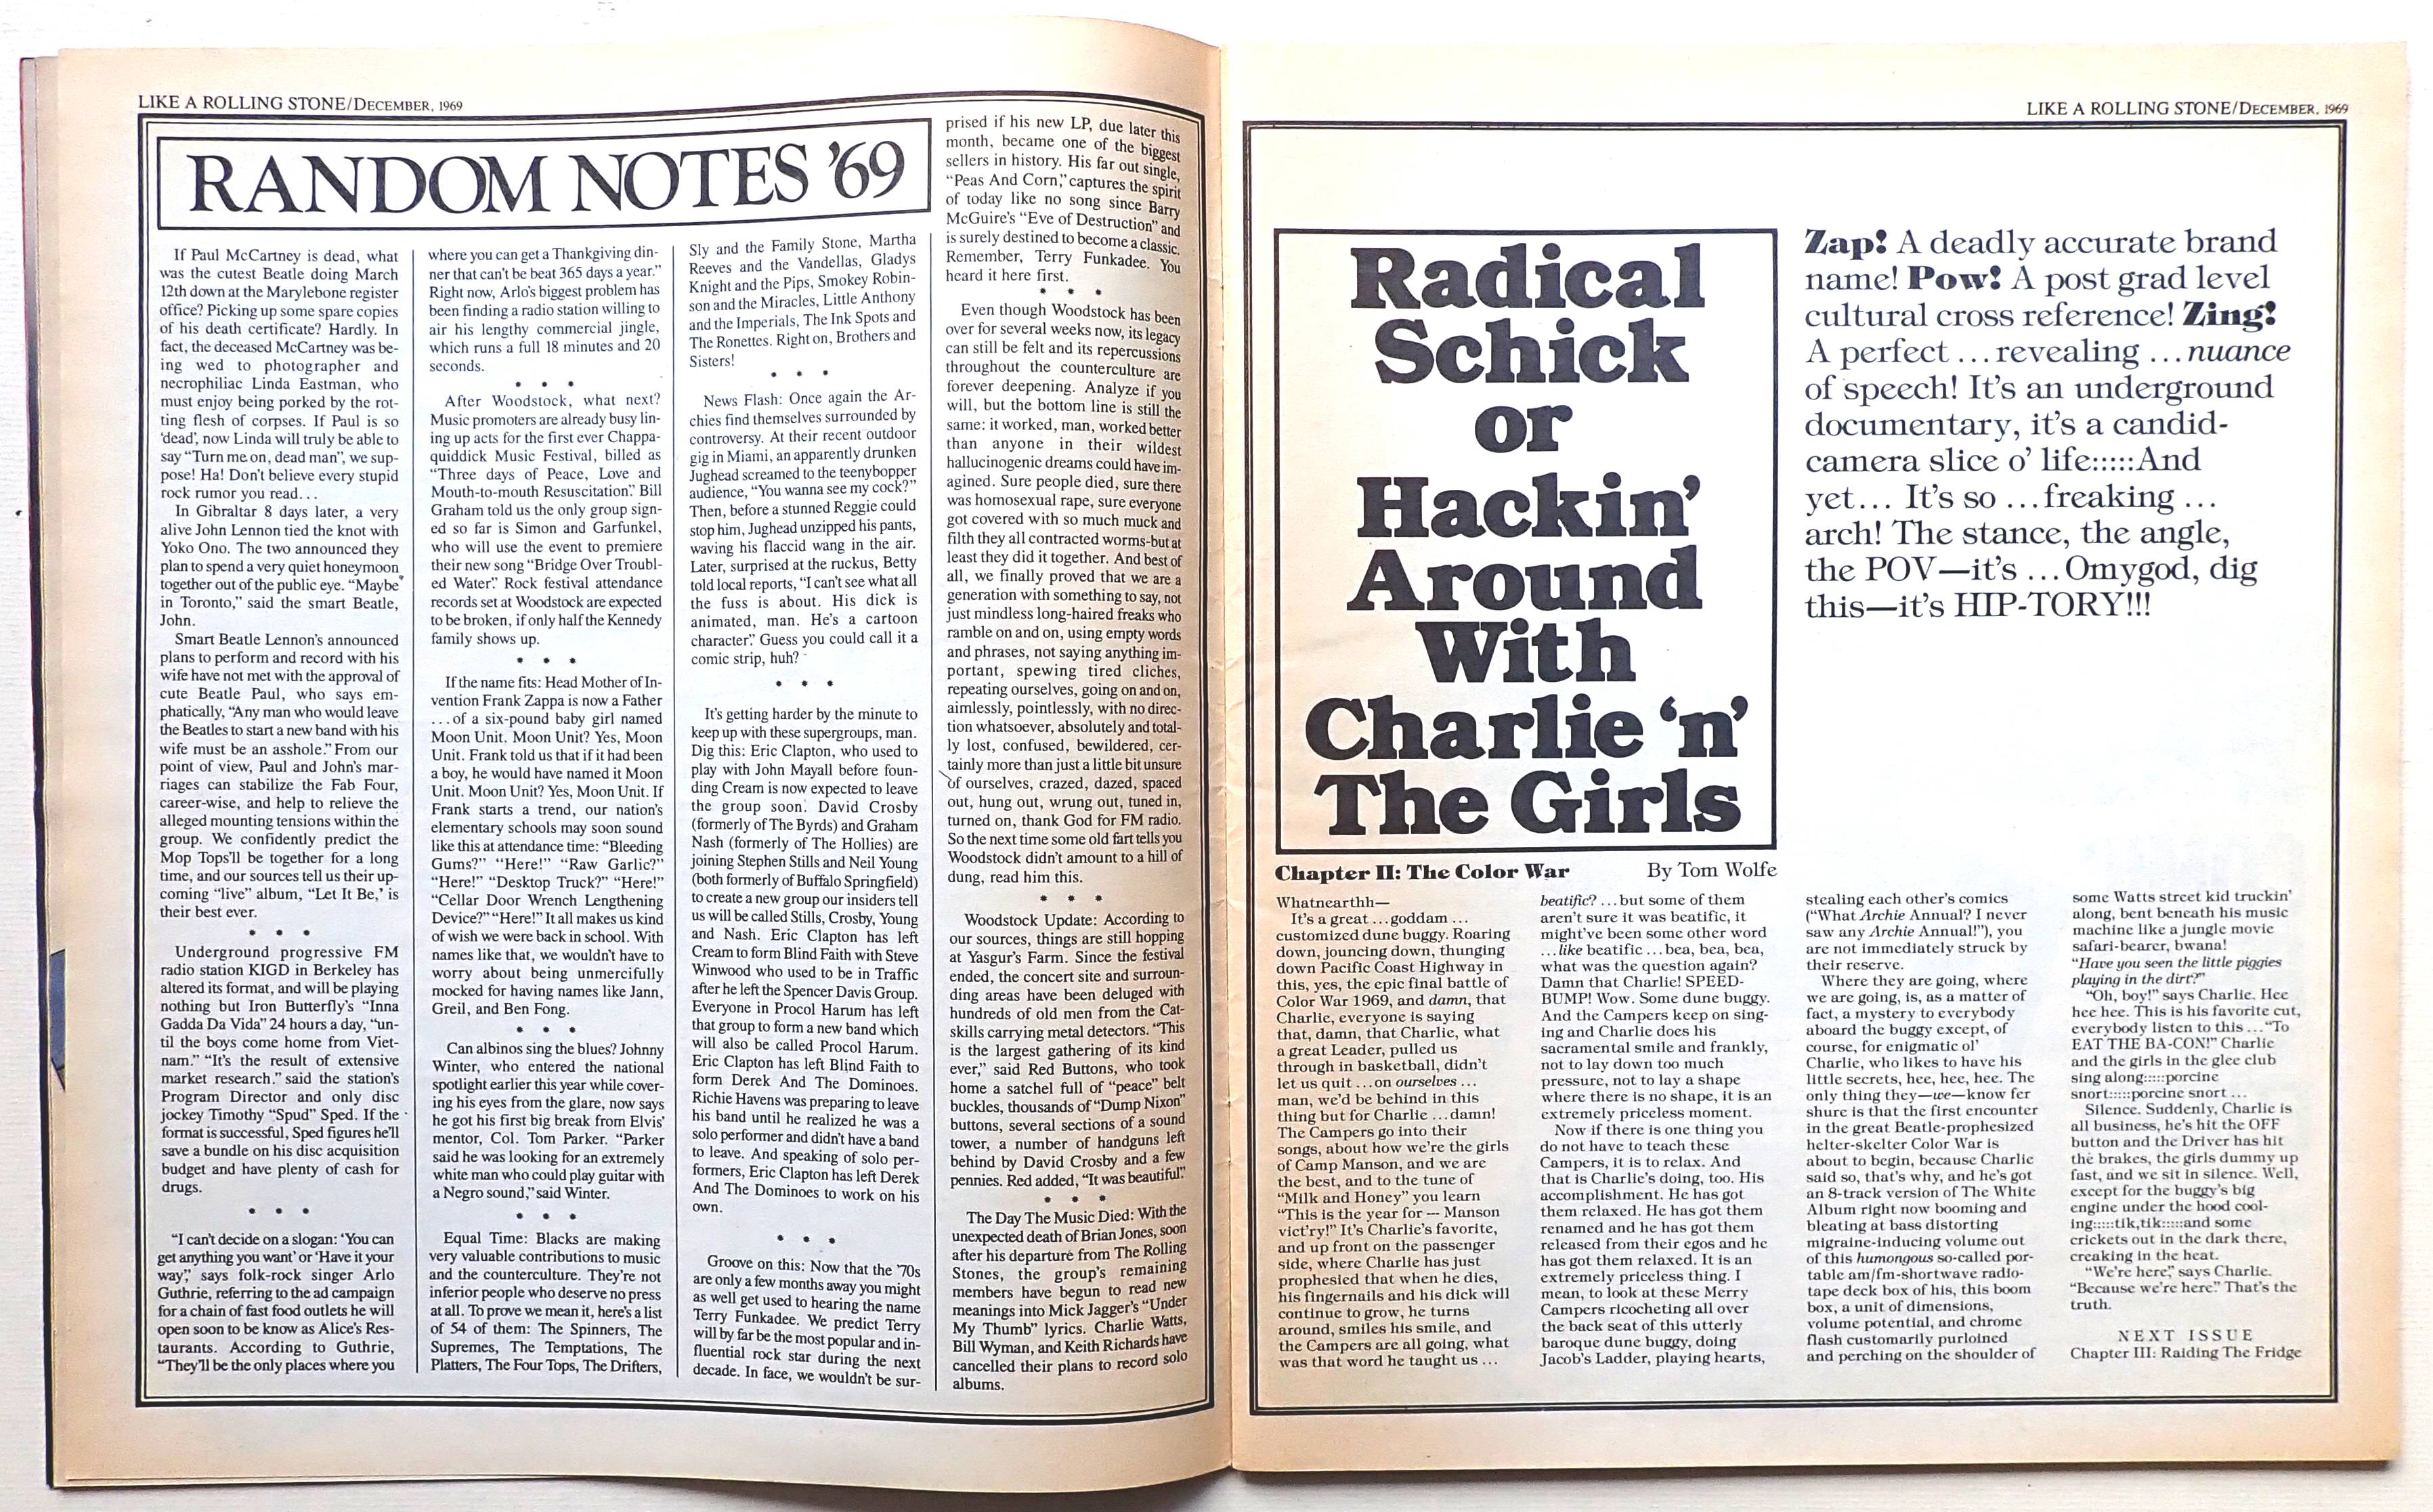 LIKE A ROLLING STONE/DECEMBER, 1969
RANDOM NOTES '69
If Paul McCartney is dead, what
was the cutest Beatle doing March
12th down at the Marylebone register
office? Picking up some spare copies
of his death certificate? Hardly. In
fact, the deceased McCartney was be-
ing wed to photographer and
necrophiliac Linda Eastman, who
must enjoy being porked by the rot-
ting flesh of corpses. If Paul is so
'dead', now Linda will truly be able to
say “Turn me on, dead man”, we sup-
pose! Ha! Don't believe every stupid
rock rumor you read...
In Gibraltar 8 days later, a very
alive John Lennon tied the knot with
Yoko Ono. The two announced they
plan to spend a very quiet honeymoon
together out of the public eye. “Maybe
in Toronto,” said the smart Beatle,
John.
Smart Beatle Lennon's announced
plans to perform and record with his
wife have not met with the approval of
cute Beatle Paul, who says em-
phatically, “Any man who would leave
the Beatles to start a new band with his
wife must be an asshole.” From our
point of view, Paul and John's mar-
riages can stabilize the Fab Four,
career-wise, and help to relieve the
alleged mounting tensions within the
group. We confidently predict the
Mop Tops'll be together for a long
time, and our sources tell us their up-
coming “live” album, “Let It Be,' is
their best ever.
* * *
Underground progressive FM
radio station KIGD in Berkeley has
altered its format, and will be playing
nothing but Iron Butterfly's “Inna
Gadda Da Vida” 24 hours a day, “un-
til the boys come home from Viet-
nam.” “It's the result of extensive
market research.” said the station's
Program Director and only disc
jockey Timothy “Spud” Sped. If the
format is successful, Sped figures he'll
save a bundle on his disc acquisition
budget and have plenty of cash for
drugs.
* * *
“I can't decide on a slogan: ‘You can
get anything you want’ or ‘Have it your
way’,” says folk-rock singer Arlo
Guthrie, referring to the ad campaign
for a chain of fast food outlets he will
open soon to be know as Alice's Res-
taurants. According to Guthrie,
“They'll be the only places where you
where you can get a Thankgiving din-
ner that can't be beat 365 days a year.”
Right now, Arlo's biggest problem has
been finding a radio station willing to
air his lengthy commercial jingle,
which runs a full 18 minutes and 20
seconds.
* * *
After Woodstock, what next?
Music promoters are already busy lin-
ing up acts for the first ever Chappa-
quiddick Music Festival, billed as
“Three days of Peace, Love and
Mouth-to-mouth Resuscitation.” Bill
Graham told us the only group sign-
ed so far is Simon and Garfunkel,
who will use the event to premiere
their new song “Bridge Over Troubl-
ed Water.” Rock festival attendance
records set at Woodstock are expected
to be broken, if only half the Kennedy
family shows up.
* * *
If the name fits: Head Mother of In-
vention Frank Zappa is now a Father
...of a six-pound baby girl named
Moon Unit. Moon Unit? Yes, Moon
Unit. Frank told us that if it had been
a boy, he would have named it Moon
Unit. Moon Unit? Yes, Moon Unit. If
Frank starts a trend, our nation's
elementary schools may soon sound
like this at attendance time: “Bleeding
Gums?” “Here!” “Raw Garlic?”
“Here!” “Desktop Truck?” “Here!”
“Cellar Door Wrench Lengthening
Device?” “Here!” It all makes us kind
of wish we were back in school. With
names like that, we wouldn't have to
worry about being unmercifully
mocked for having names like Jann,
Greil, and Ben Fong.
* * *
Can albinos sing the blues? Johnny
Winter, who entered the national
spotlight earlier this year while cover-
ing his eyes from the glare, now says
he got his first big break from Elvis'
mentor, Col. Tom Parker. “Parker
said he was looking for an extremely
white man who could play guitar with
a Negro sound,” said Winter.
* * *
Equal Time: Blacks are making
very valuable contributions to music
and the counterculture. They're not
inferior people who deserve no press
at all. To prove we mean it, here's a list
of 54 of them: The Spinners, The
Supremes, The Temptations, The
Platters, The Four Tops, The Drifters,
Sly and the Family Stone, Martha
Reeves and the Vandellas, Gladys
Knight and the Pips, Smokey Robin-
son and the Miracles, Little Anthony
and the Imperials, The Ink Spots and
The Ronettes. Right on, Brothers and
Sisters!
* * *
News Flash: Once again the Ar-
chies find themselves surrounded by
controversy. At their recent outdoor
gig in Miami, an apparently drunken
Jughead screamed to the teenybopper
audience, “You wanna see my cock?”
Then, before a stunned Reggie could
stop him, Jughead unzipped his pants,
waving his flaccid wang in the air.
Later, surprised at the ruckus, Betty
told local reports, “I can't see what all
the fuss is about. His dick is
animated, man. He's a cartoon
character.” Guess you could call it a
comic strip, huh?
* * *
It's getting harder by the minute to
keep up with these supergroups, man.
Dig this: Eric Clapton, who used to
play with John Mayall before foun-
ding Cream is now expected to leave
the group soon. David Crosby
(formerly of The Byrds) and Graham
Nash (formerly of The Hollies) are
joining Stephen Stills and Neil Young
(both formerly of Buffalo Springfield)
to create a new group our insiders tell
us will be called Stills, Crosby, Young
and Nash. Eric Clapton has left
Cream to form Blind Faith with Steve
Winwood who used to be in Traffic
after he left the Spencer Davis Group.
Everyone in Procol Harum has left
that group to form a new band which
will also be called Procol Harum.
Eric Clapton has left Blind Faith to
form Derek And The Dominoes.
Richie Havens was preparing to leave
his band until he realized he was a
solo performer and didn't have a band
to leave. And speaking of solo per-
formers, Eric Clapton has left Derek
And The Dominoes to work on his
own.
* * *
Groove on this: Now that the '70s
are only a few months away you might
as well get used to hearing the name
Terry Funkadee. We predict Terry
will by far be the most popular and in-
fluential rock star during the next
decade. In face, we wouldn't be sur-
prised if his new LP, due later this
month, became one of the biggest
sellers in history. His far out single,
“Peas And Corn,” captures the spirit
of today like no song since Barry
McGuire's “Eve of Destruction” and
is surely destined to become a classic.
Remember, Terry Funkadee. You
heard it here first.
* * *
Even though Woodstock has been
over for several weeks now, its legacy
can still be felt and its repercussions
throughout the counterculture are
forever deepening. Analyze if you
will, but the bottom line is still the
same: it worked, man, worked better
than anyone in their wildest
hallucinogenic dreams could have im-
agined. Sure people died, sure there
was homosexual rape, sure everyone
got covered with so much muck and
filth they all contracted worms-but at
least they did it together. And best of
all, we finally proved that we are a
generation with something to say, not
just mindless long-haired freaks who
ramble on and on, using empty words
and phrases, not saying anything im-
portant, spewing tired cliches,
repeating ourselves, going on and on,
aimlessly, pointlessly, with no direc-
tion whatsoever, absolutely and total-
ly lost, confused, bewildered, cer-
tainly more than just a little bit unsure
of ourselves, crazed, dazed, spaced
out, hung out, wrung out, tuned in,
turned on, thank God for FM radio.
So the next time some old fart tells you
Woodstock didn't amount to a hill of
dung, read him this.
* * *
Woodstock Update: According to
our sources, things are still hopping
at Yasgur's Farm. Since the festival
ended, the concert site and surroun-
ding areas have been deluged with
hundreds of old men from the Cat-
skills carrying metal detectors. “This
is the largest gathering of its kind
ever,” said Red Buttons, who took
home a satchel full of “peace” belt
buckles, thousands of “Dump Nixon”
buttons, several sections of a sound
tower, a number of handguns left
behind by David Crosby and a few
pennies. Red added, “It was beautiful.”
* * *
The Day The Music Died: With the
unexpected death of Brian Jones, soon
after his departure from The Rolling
Stones, the group's remaining
members have begun to read new
meanings into Mick Jagger's “Under
My Thumb” lyrics. Charlie Watts,
Bill Wyman, and Keith Richards have
cancelled their plans to record solo
albums.
LIKE A ROLLING STONE/DECEMBER, 1969
Radical
Schick
or
Hackin'
Around
With
Charlie 'n'
The Girls
Zap! A deadly accurate brand
name! Pow! A post grad level
cultural cross reference! Zing!
A perfect ... revealing ... nuance
of speech! It's an underground
documentary, it's a candid-
camera slice o' life:::::And
yet... It's so ...freaking ...
arch! The stance, the angle,
the POV—it's ...Omygod, dig
this—it's HIP-TORY!!!
Chapter II: The Color War By Tom Wolfe
Whatnearthh—
It's a great ...goddam ...
customized dune buggy. Roaring
down, jouncing down, thunging
down Pacific Coast Highway in
this, yes, the epic final battle of
Color War 1969, and damn, that
Charlie, everyone is saying
that, damn, that Charlie, what
a great Leader, pulled us
through in basketball, didn't
let us quit ...on ourselves ...
man, we'd be behind in this
thing but for Charlie ...damn!
The Campers go into their
songs, about how we're the girls
of Camp Manson, and we are
the best, and to the tune of
“Milk and Honey” you learn
“This is the year for — Manson
vict'ry!” It's Charlie's favorite,
and up front on the passenger
side, where Charlie has just
prophesied that when he dies,
his fingernails and his dick will
continue to grow, he turns
around, smiles his smile, and
the Campers are all going, what
was that word he taught us ...
beatific? ...but some of them
aren't sure it was beatific, it
might've been some other word
...like beatific ...bea, bea, bea,
what was the question again?
Damn that Charlie! SPEED-
BUMP! Wow. Some dune buggy.
And the Campers keep on sing-
ing and Charlie does his
sacramental smile and frankly,
not to lay down too much
pressure, not to lay a shape
where there is no shape, it is an
extremely priceless moment.
Now if there is one thing you
do not have to teach these
Campers, it is to relax. And
that is Charlie's doing, too. His
accomplishment. He has got
them relaxed. He has got them
renamed and he has got them
released from their egos and he
has got them relaxed. It is an
extremely priceless thing. I
mean, to look at these Merry
Campers ricocheting all over
the back seat of this utterly
baroque dune buggy, doing
Jacob's Ladder, playing hearts,
stealing each other's comics
(“What Archie Annual? I never
saw any Archie Annual!”), you
are not immediately struck by
their reserve.
Where they are going, where
we are going, is, as a matter of
fact, a mystery to everybody
aboard the buggy except, of
course, for enigmatic ol'
Charlie, who likes to have his
little secrets, hee, hee, hee. The
only thing they—we—know fer
shure is that the first encounter
in the great Beatle-prophesized
helter-skelter Color War is
about to begin, because Charlie
said so, that's why, and he's got
an 8-track version of The White
Album right now booming and
bleating at bass distorting
migraine-inducing volume out
of this humongous so-called por-
table am/fm-shortwave radio-
tape deck box of his, this boom
box, a unit of dimensions,
volume potential, and chrome
flash customarily purloined
and perching on the shoulder of
some Watts street kid truckin'
along, bent beneath his music
machine like a jungle movie
safari-bearer, bwana!
“Have you seen the little piggies
playing in the dirt?”
“Oh, boy!” says Charlie. Hee
hee hee. This is his favorite cut,
everybody listen to this ...“To
EAT THE BA-CON!” Charlie
and the girls in the glee club
sing along:::::porcine
snort:::::porcine snort ...
Silence. Suddenly, Charlie is
all business, he's hit the OFF
button and the Driver has hit
the brakes, the girls dummy up
fast, and we sit in silence. Well,
except for the buggy's big
engine under the hood cool-
ing:::::tik,tik:::::and some
crickets out in the dark there,
creaking in the heat.
“We're here,” says Charlie.
“Because we're here.” That's the
truth.
NEXT ISSUE
Chapter III: Raiding The Fridge